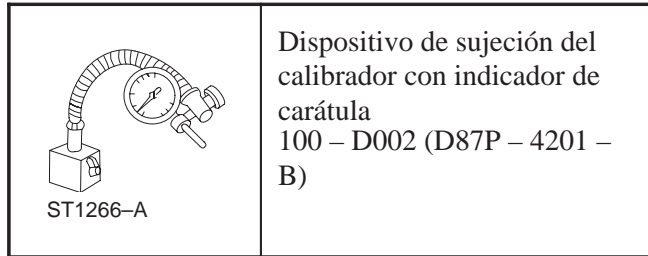 Dispositivo de sujeción del
calibrador con indicador de
carátula
100 – D002 (D87P – 4201 –
B)
ST1266–A